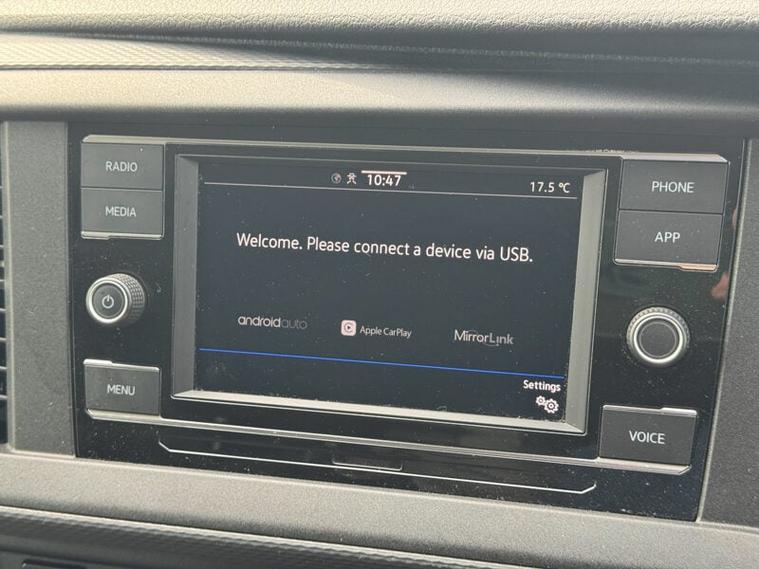 RADIO
MEDIA
MENU
10:47
17.5 °C
Welcome. Please connect a device via USB.
androidauto
Apple CarPlay
MirrorLink
Settings
PHONE
APP
VOICE